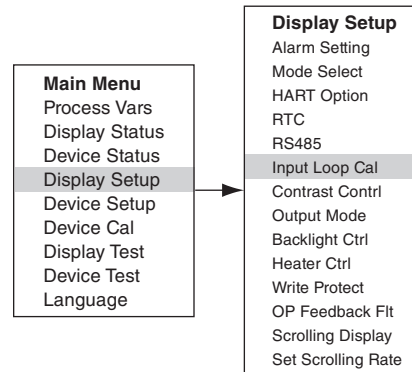 Main Menu
Process Vars
Display Status
Device Status
Display Setup
Device Setup
Device Cal
Display Test
Device Test
Language
Display Setup
Alarm Setting
Mode Select
HART Option
RTC
RS485
Input Loop Cal
Contrast Contrl
Output Mode
Backlight Ctrl
Heater Ctrl
Write Protect
OP Feedback Flt
Scrolling Display
Set Scrolling Rate